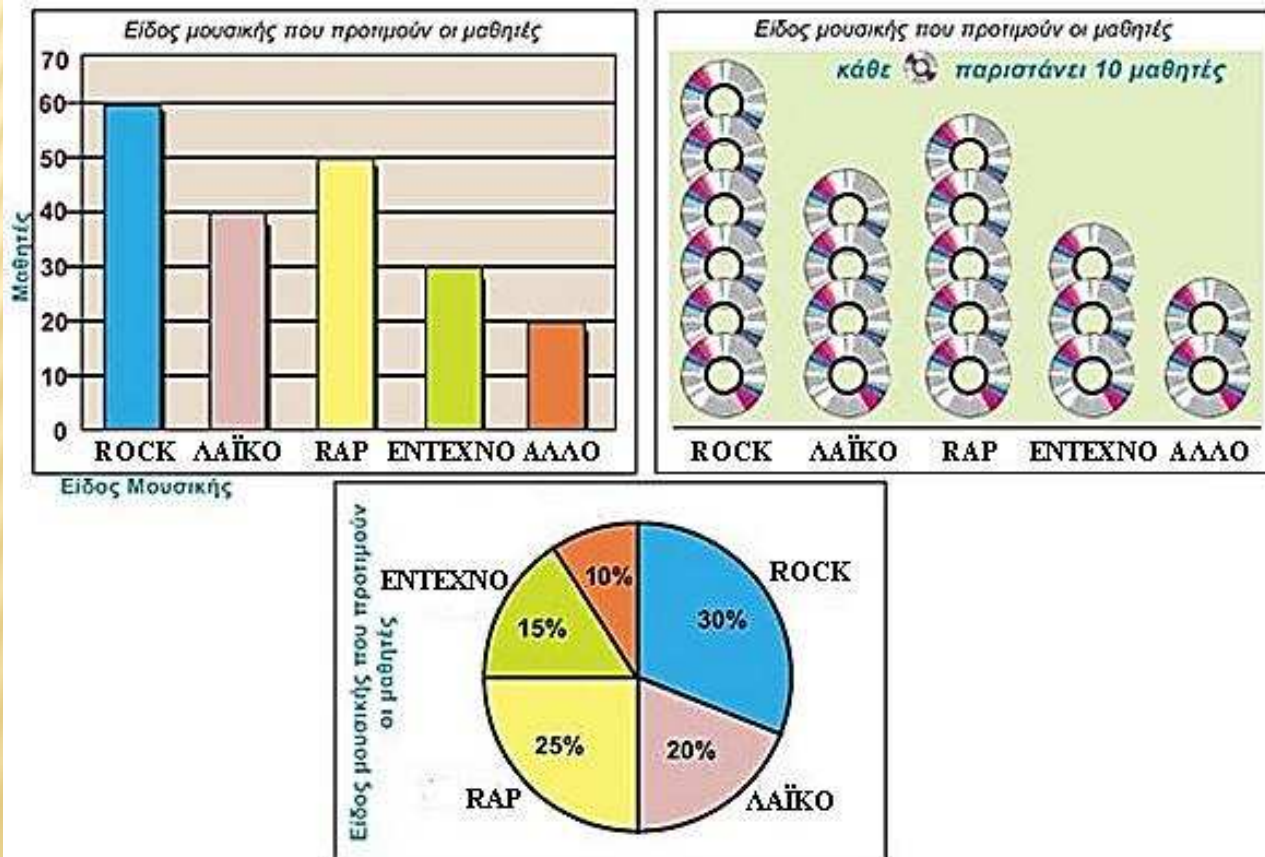 Είδος μουσικής που προτιμούν οι μαθητές
70
60
50
40
30
20
10
0
Μαθητές
ROCK ΛΑΪΚΟ RAP ΕΝΤΕΧΝΟ ΑΛΛΟ
Είδος Μουσικής
Είδος μουσικής που προτιμούν οι μαθητές
κάθε παριστάνει 10 μαθητές
ROCK ΛΑΪΚΟ RAP ΕΝΤΕΧΝΟ ΑΛΛΟ
Είδος μουσικής που προτιμούν
οι μαθητές
ΕΝΤΕΧΝΟ
10%
ROCK
15%
30%
25%
20%
RAP
ΛΑΪΚΟ